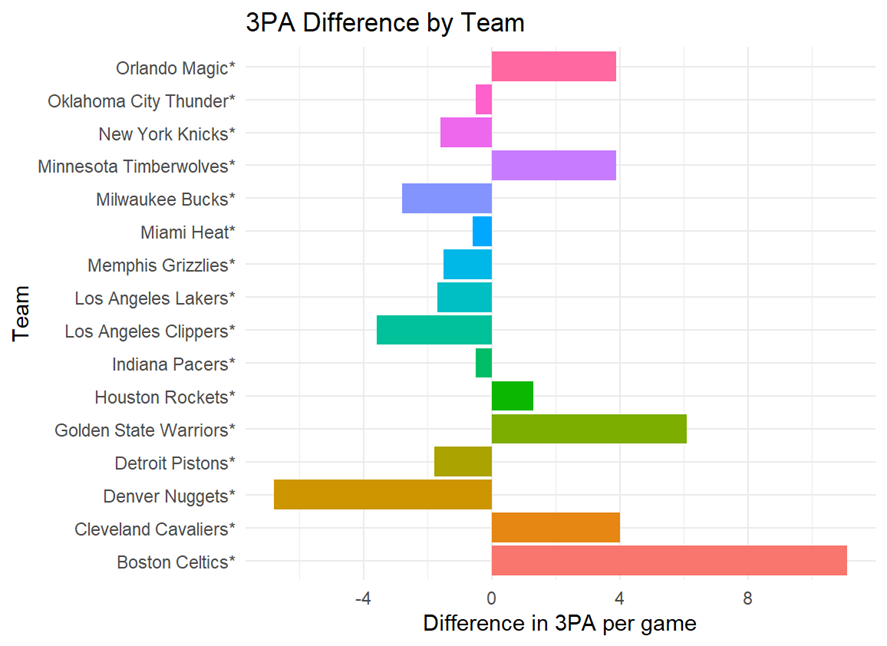 3PA Difference by Team
Orlando Magic*
Oklahoma City Thunder*
New York Knicks*
Minnesota Timberwolves*
Milwaukee Bucks*
Miami Heat*
Memphis Grizzlies*
Los Angeles Lakers*
Los Angeles Clippers*
Indiana Pacers*
Houston Rockets*
Golden State Warriors*
Detroit Pistons*
Denver Nuggets*
Cleveland Cavaliers*
Boston Celtics*
Team
-4 0 4 8
Difference in 3PA per game